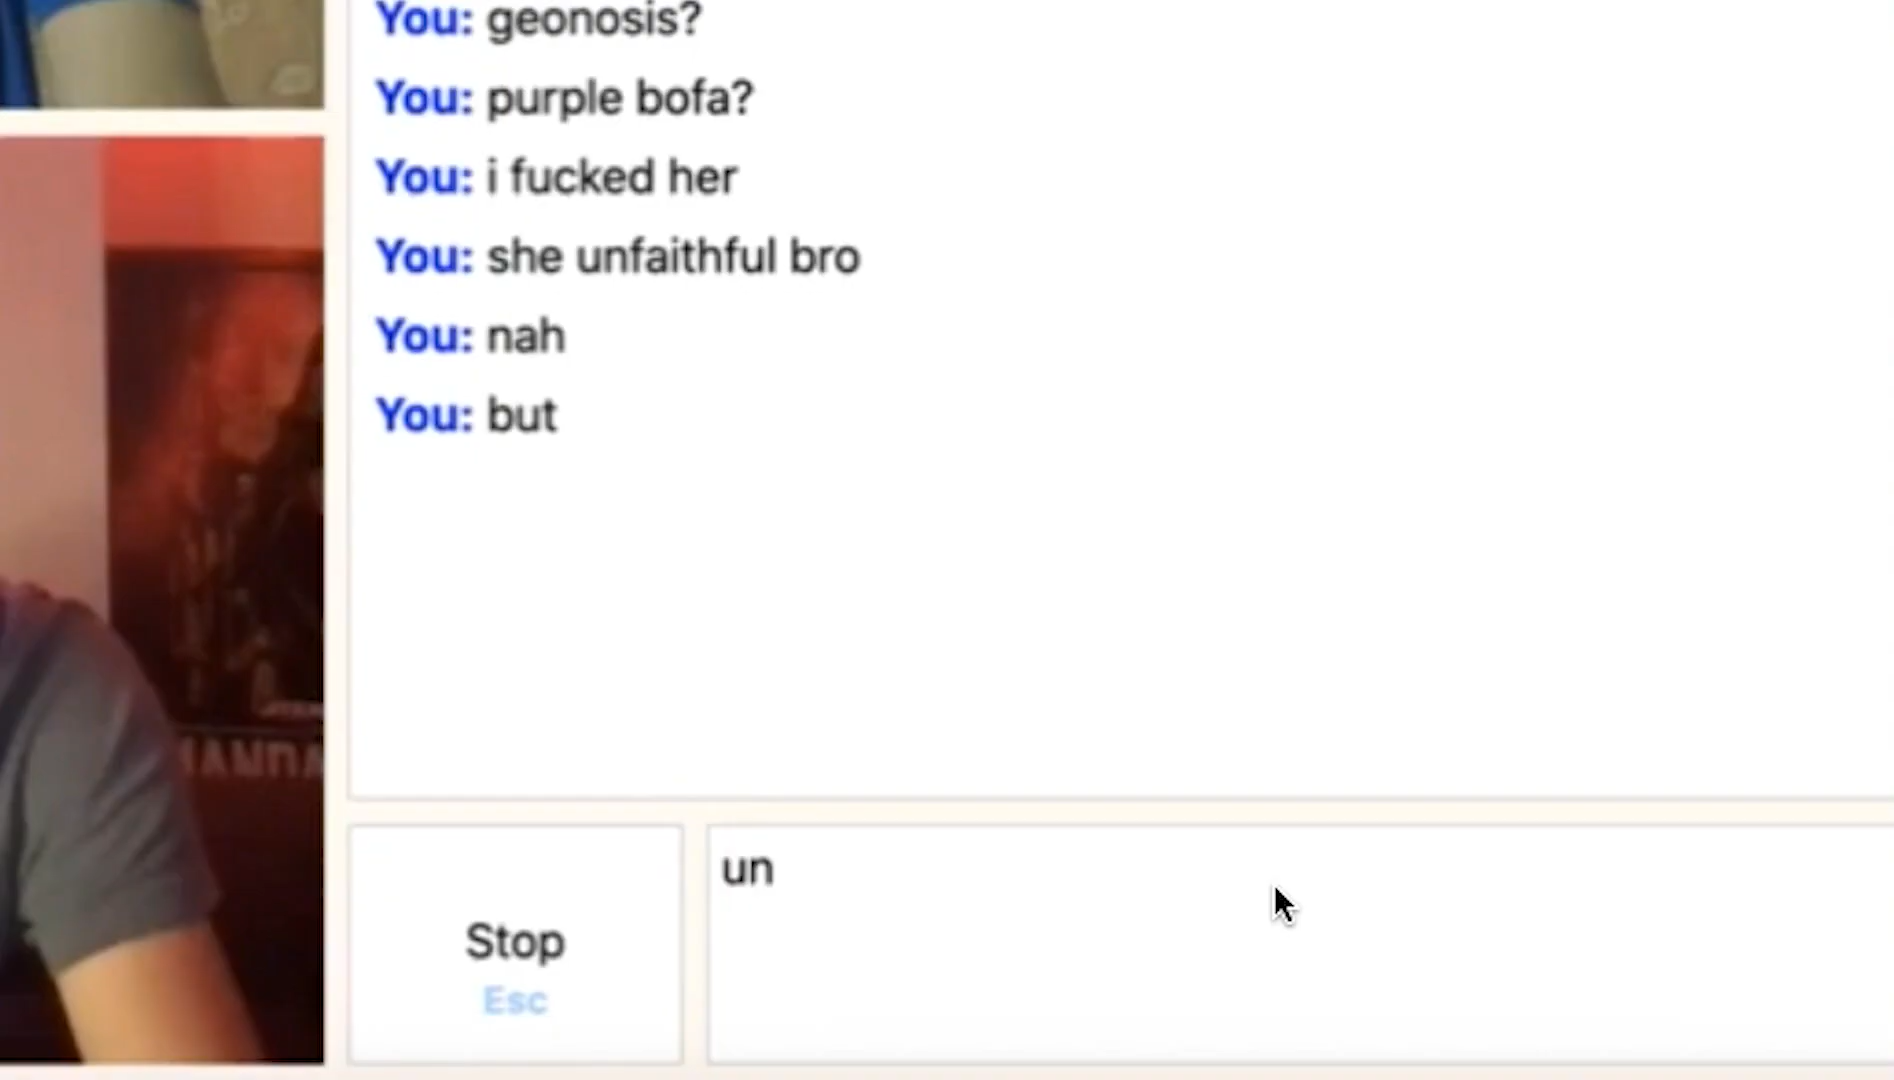 You: geonosis?
You: purple bofa?
You: i fucked her
You: she unfaithful bro
You: nah
You: but
un
Stop
Esc